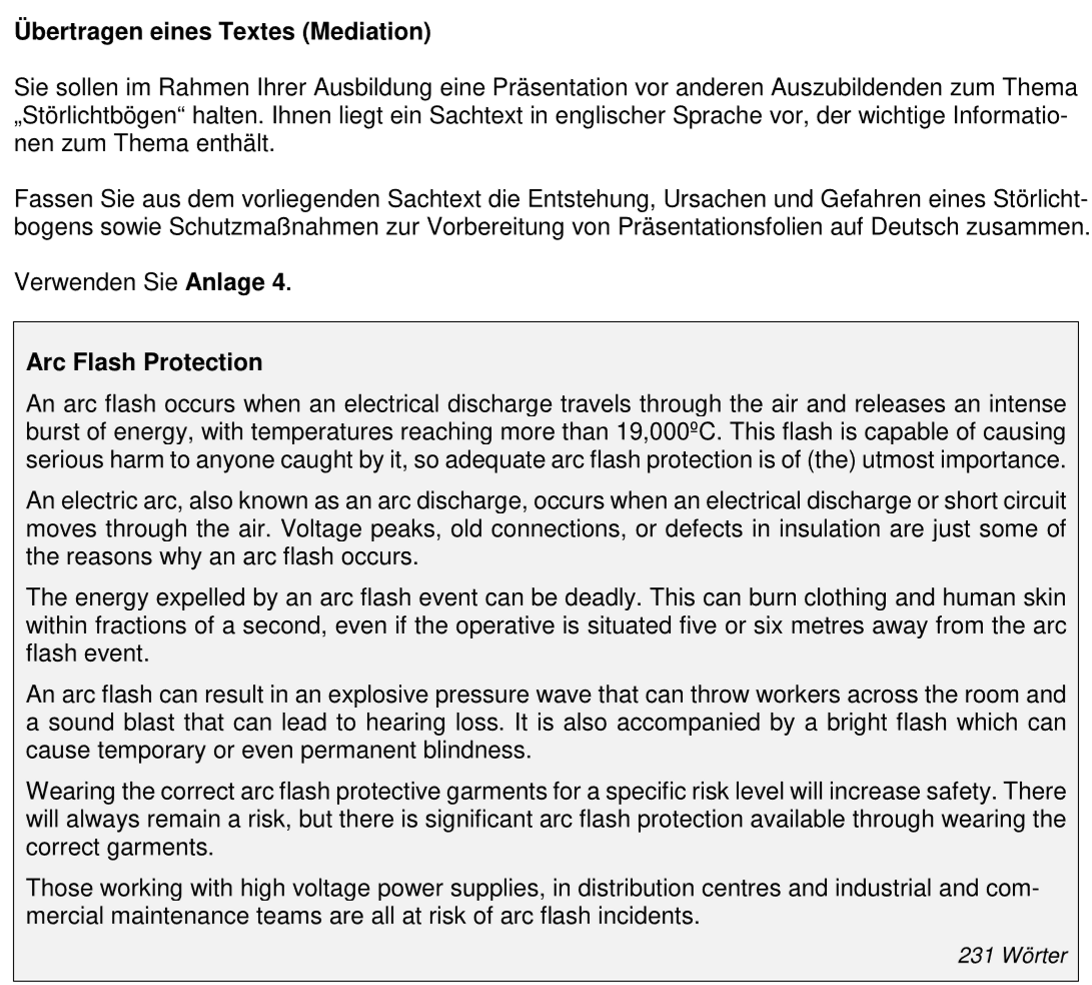 Übertragen eines Textes (Mediation)
Sie sollen im Rahmen Ihrer Ausbildung eine Präsentation vor anderen Auszubildenden zum Thema
„Störlichtbögen“ halten. Ihnen liegt ein Sachtext in englischer Sprache vor, der wichtige Informatio-
nen zum Thema enthält.
Fassen Sie aus dem vorliegenden Sachtext die Entstehung, Ursachen und Gefahren eines Störlicht-
bogens sowie Schutzmaßnahmen zur Vorbereitung von Präsentationsfolien auf Deutsch zusammen.
Verwenden Sie Anlage 4.
Arc Flash Protection
An arc flash occurs when an electrical discharge travels through the air and releases an intense
burst of energy, with temperatures reaching more than 19,000ºC. This flash is capable of causing
serious harm to anyone caught by it, so adequate arc flash protection is of (the) utmost importance.
An electric arc, also known as an arc discharge, occurs when an electrical discharge or short circuit
moves through the air. Voltage peaks, old connections, or defects in insulation are just some of
the reasons why an arc flash occurs.
The energy expelled by an arc flash event can be deadly. This can burn clothing and human skin
within fractions of a second, even if the operative is situated five or six metres away from the arc
flash event.
An arc flash can result in an explosive pressure wave that can throw workers across the room and
a sound blast that can lead to hearing loss. It is also accompanied by a bright flash which can
cause temporary or even permanent blindness.
Wearing the correct arc flash protective garments for a specific risk level will increase safety. There
will always remain a risk, but there is significant arc flash protection available through wearing the
correct garments.
Those working with high voltage power supplies, in distribution centres and industrial and com-
mercial maintenance teams are all at risk of arc flash incidents.
231 Wörter